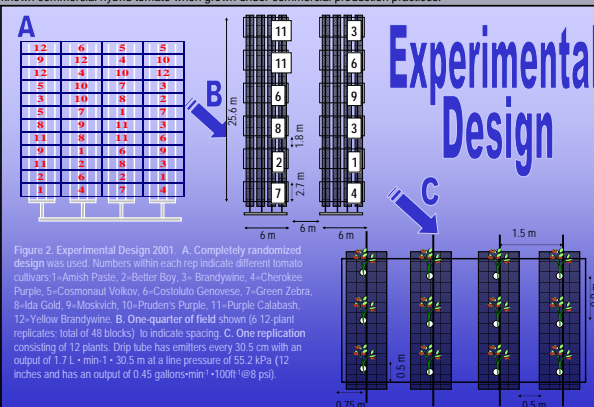 known commercial hybrid tomato when grown under commercial production practices.
A
12 6 5 5
9 12 4 10
12 4 10 12
5 10 7 3
3 10 8 2
5 7 1 7
8 9 11 3
11 8 11 6
9 1 6 9
11 2 8 3
2 6 2 1
1 4 7 4
B
25.6 m
11 3
11 6
6 9
8 3
2 1
7 4
1.8 m
2.7 m
6 m
6 m
6 m
Experimental
Design
C
1.5 m
0.5 m
0.75 m
0.5 m
Figure 2. Experimental Design 2001. A. Completely randomized
design was used. Numbers within each rep indicate different tomato
cultivars:1=Amish Paste, 2=Better Boy, 3= Brandywine, 4=Cherokee
Purple, 5=Cosmonaut Volkov, 6=Costoluto Genovese, 7=Green Zebra,
8=Ida Gold, 9=Moskvich, 10=Pruden's Purple, 11=Purple Calabash,
12=Yellow Brandywine. B. One-quarter of field shown (6 12-plant
replicates; total of 48 blocks) to indicate spacing. C. One replication
consisting of 12 plants. Drip tube has emitters every 30.5 cm with an
output of 1.7 L • min-1 • 30.5 m at a line pressure of 55.2 kPa (12
inches and has an output of 0.45 gallons•min-1•100ft-1@8 psi).